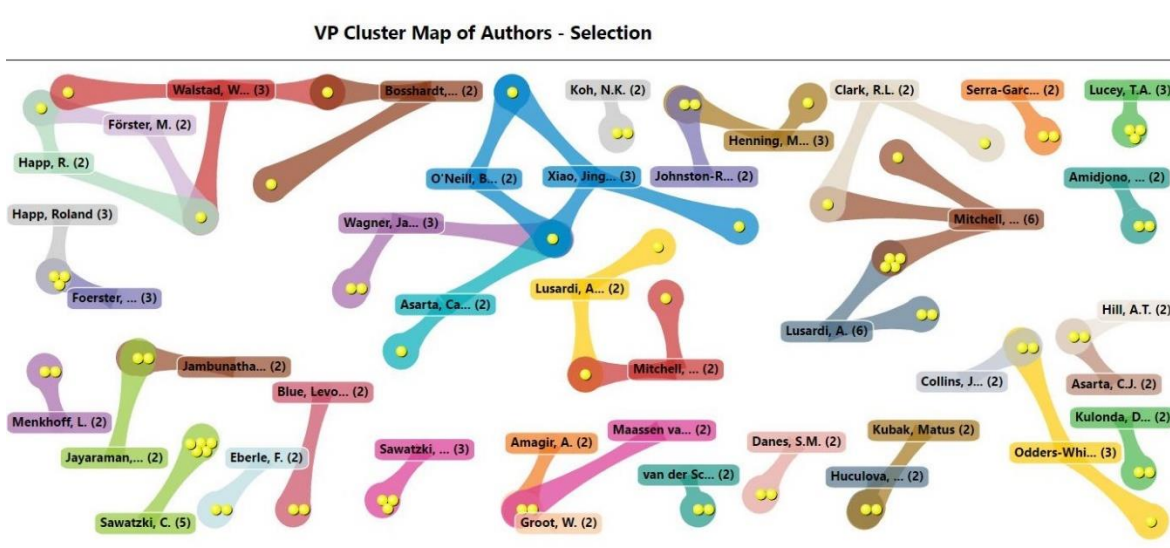 VP Cluster Map of Authors - Selection
Walstad, W... (3)
Bosshardt,... (2)
Koh, N.K. (2)
Clark, R.L. (2)
Serra-Garc... (2)
Lucey, T.A. (3)
Förster, M. (2)
Henning, M... (3)
Happ, R. (2)
O'Neill, B... (2)
Xiao, Jing... (3)
Johnston-R... (2)
Amidjono, ... (2)
Happ, Roland (3)
Wagner, Ja... (3)
Mitchell, ... (6)
Foerster, ... (3)
Asarta, Ca... (2)
Lusardi, A... (2)
Lusardi, A. (6)
Hill, A.T. (2)
Jambunatha... (2)
Mitchell, ... (2)
Collins, J... (2)
Asarta, C.J. (2)
Menkhoff, L. (2)
Blue, Levo... (2)
Kulonda, D... (2)
Jayaraman,... (2)
Eberle, F. (2)
Sawatzki, ... (3)
Amagir, A. (2)
Maassen va... (2)
Danes, S.M. (2)
Kubak, Matus (2)
Odders-Whi... (3)
van der Sc... (2)
Huculova, ... (2)
Sawatzki, C. (5)
Groot, W. (2)